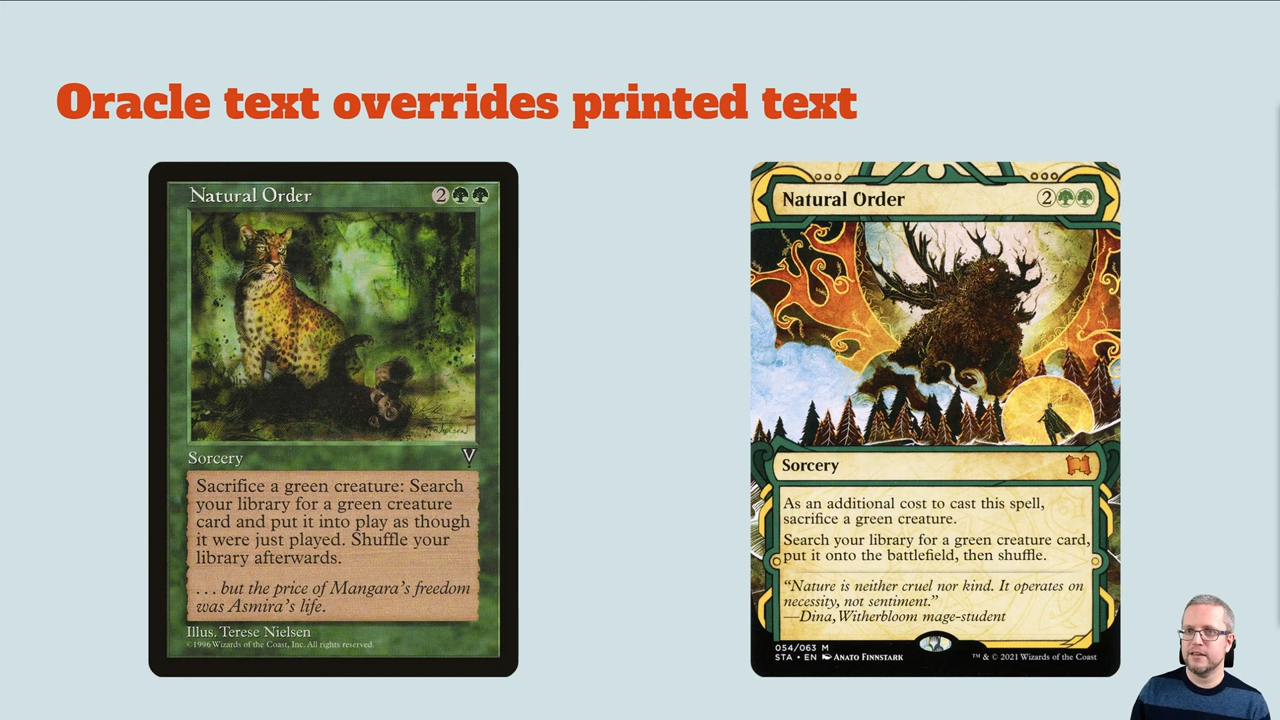 Oracle text overrides printed text
Natural Order
2
Sorcery
V
Sacrifice a green creature: Search
your library for a green creature
card and put it into play as though
it were just played. Shuffle your
library afterwards.
. . . but the price of Mangara's freedom
was Asmira's life.
Illus. Terese Nielsen
©1996 Wizards of the Coast, Inc. All rights reserved.
Natural Order
2
Sorcery
As an additional cost to cast this spell,
sacrifice a green creature.
Search your library for a green creature card,
put it onto the battlefield, then shuffle.
"Nature is neither cruel nor kind. It operates on
necessity, not sentiment."
—Dina, Witherbloom mage-student
054/063 M
STA • EN ANATO FINNSTARK
™ & © 2021 Wizards of the Coast